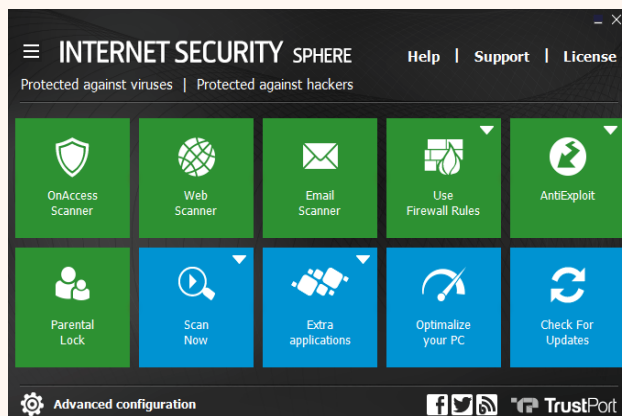 INTERNET SECURITY SPHERE
Help | Support | License
Protected against viruses | Protected against hackers
OnAccess
Scanner
Web
Scanner
Email
Scanner
Use
Firewall Rules
AntiExploit
Parental
Lock
Scan
Now
Extra
applications
Optimalize
your PC
Check For
Updates
Advanced configuration
TrustPort